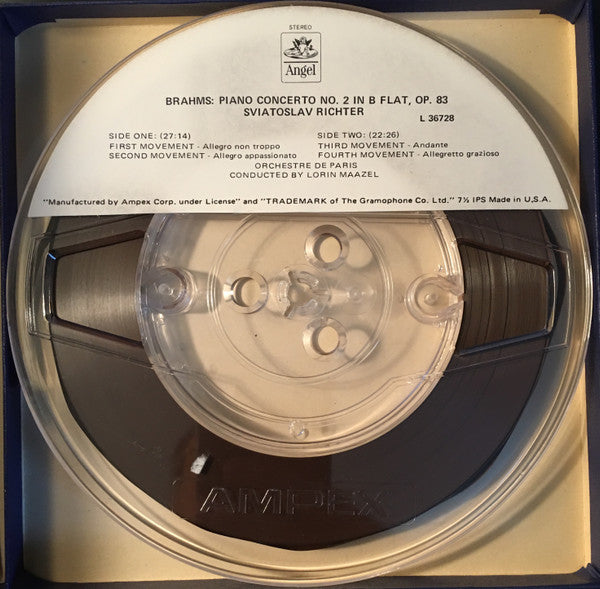 STEREO
Angel
BRAHMS: PIANO CONCERTO NO. 2 IN B FLAT, OP. 83
SVIATOSLAV RICHTER
L 36728
SIDE ONE: (27:14)
FIRST MOVEMENT - Allegro non troppo
SECOND MOVEMENT - Allegro appassionato
SIDE TWO: (22:26)
THIRD MOVEMENT - Andante
FOURTH MOVEMENT - Allegretto grazioso
ORCHESTRE DE PARIS
CONDUCTED BY LORIN MAAZEL
"Manufactured by Ampex Corp. under License" and "TRADEMARK of The Gramophone Co. Ltd." 7½ IPS Made in U.S.A.
AMPEX